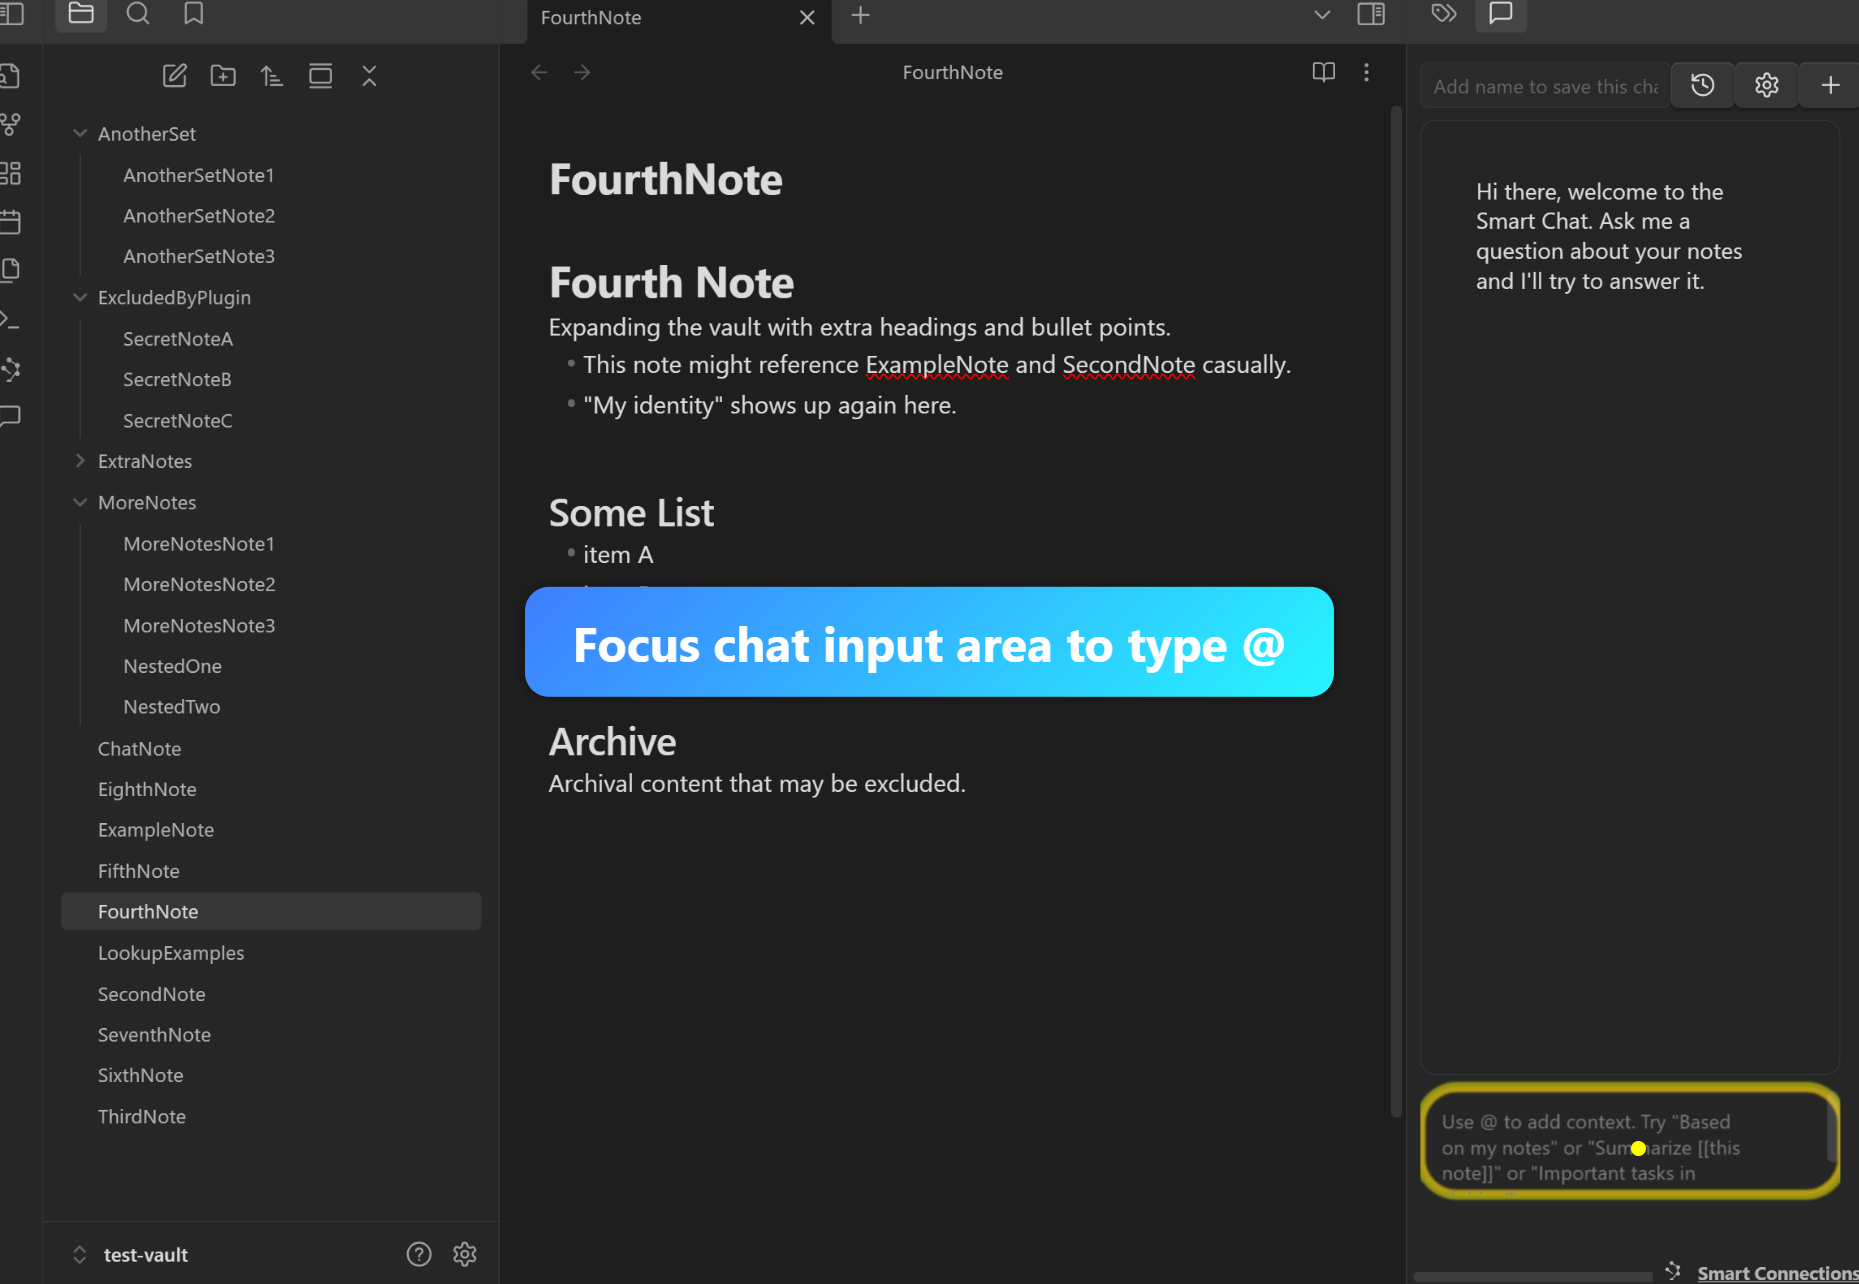 FourthNote
Add name to save this cha
FourthNote
AnotherSet
AnotherSetNote1
AnotherSetNote2
AnotherSetNote3
ExcludedByPlugin
SecretNoteA
SecretNoteB
SecretNoteC
ExtraNotes
MoreNotes
MoreNotesNote1
MoreNotesNote2
MoreNotesNote3
NestedOne
NestedTwo
ChatNote
EighthNote
ExampleNote
FifthNote
FourthNote
LookupExamples
SecondNote
SeventhNote
SixthNote
ThirdNote
test-vault
FourthNote
Fourth Note
Expanding the vault with extra headings and bullet points.
This note might reference ExampleNote and SecondNote casually.
"My identity" shows up again here.
Some List
item A
Focus chat input area to type @
Archive
Archival content that may be excluded.
Hi there, welcome to the
Smart Chat. Ask me a
question about your notes
and I'll try to answer it.
Use @ to add context. Try "Based
on my notes" or "Summarize [[this
note]]" or "Important tasks in
Smart Connections